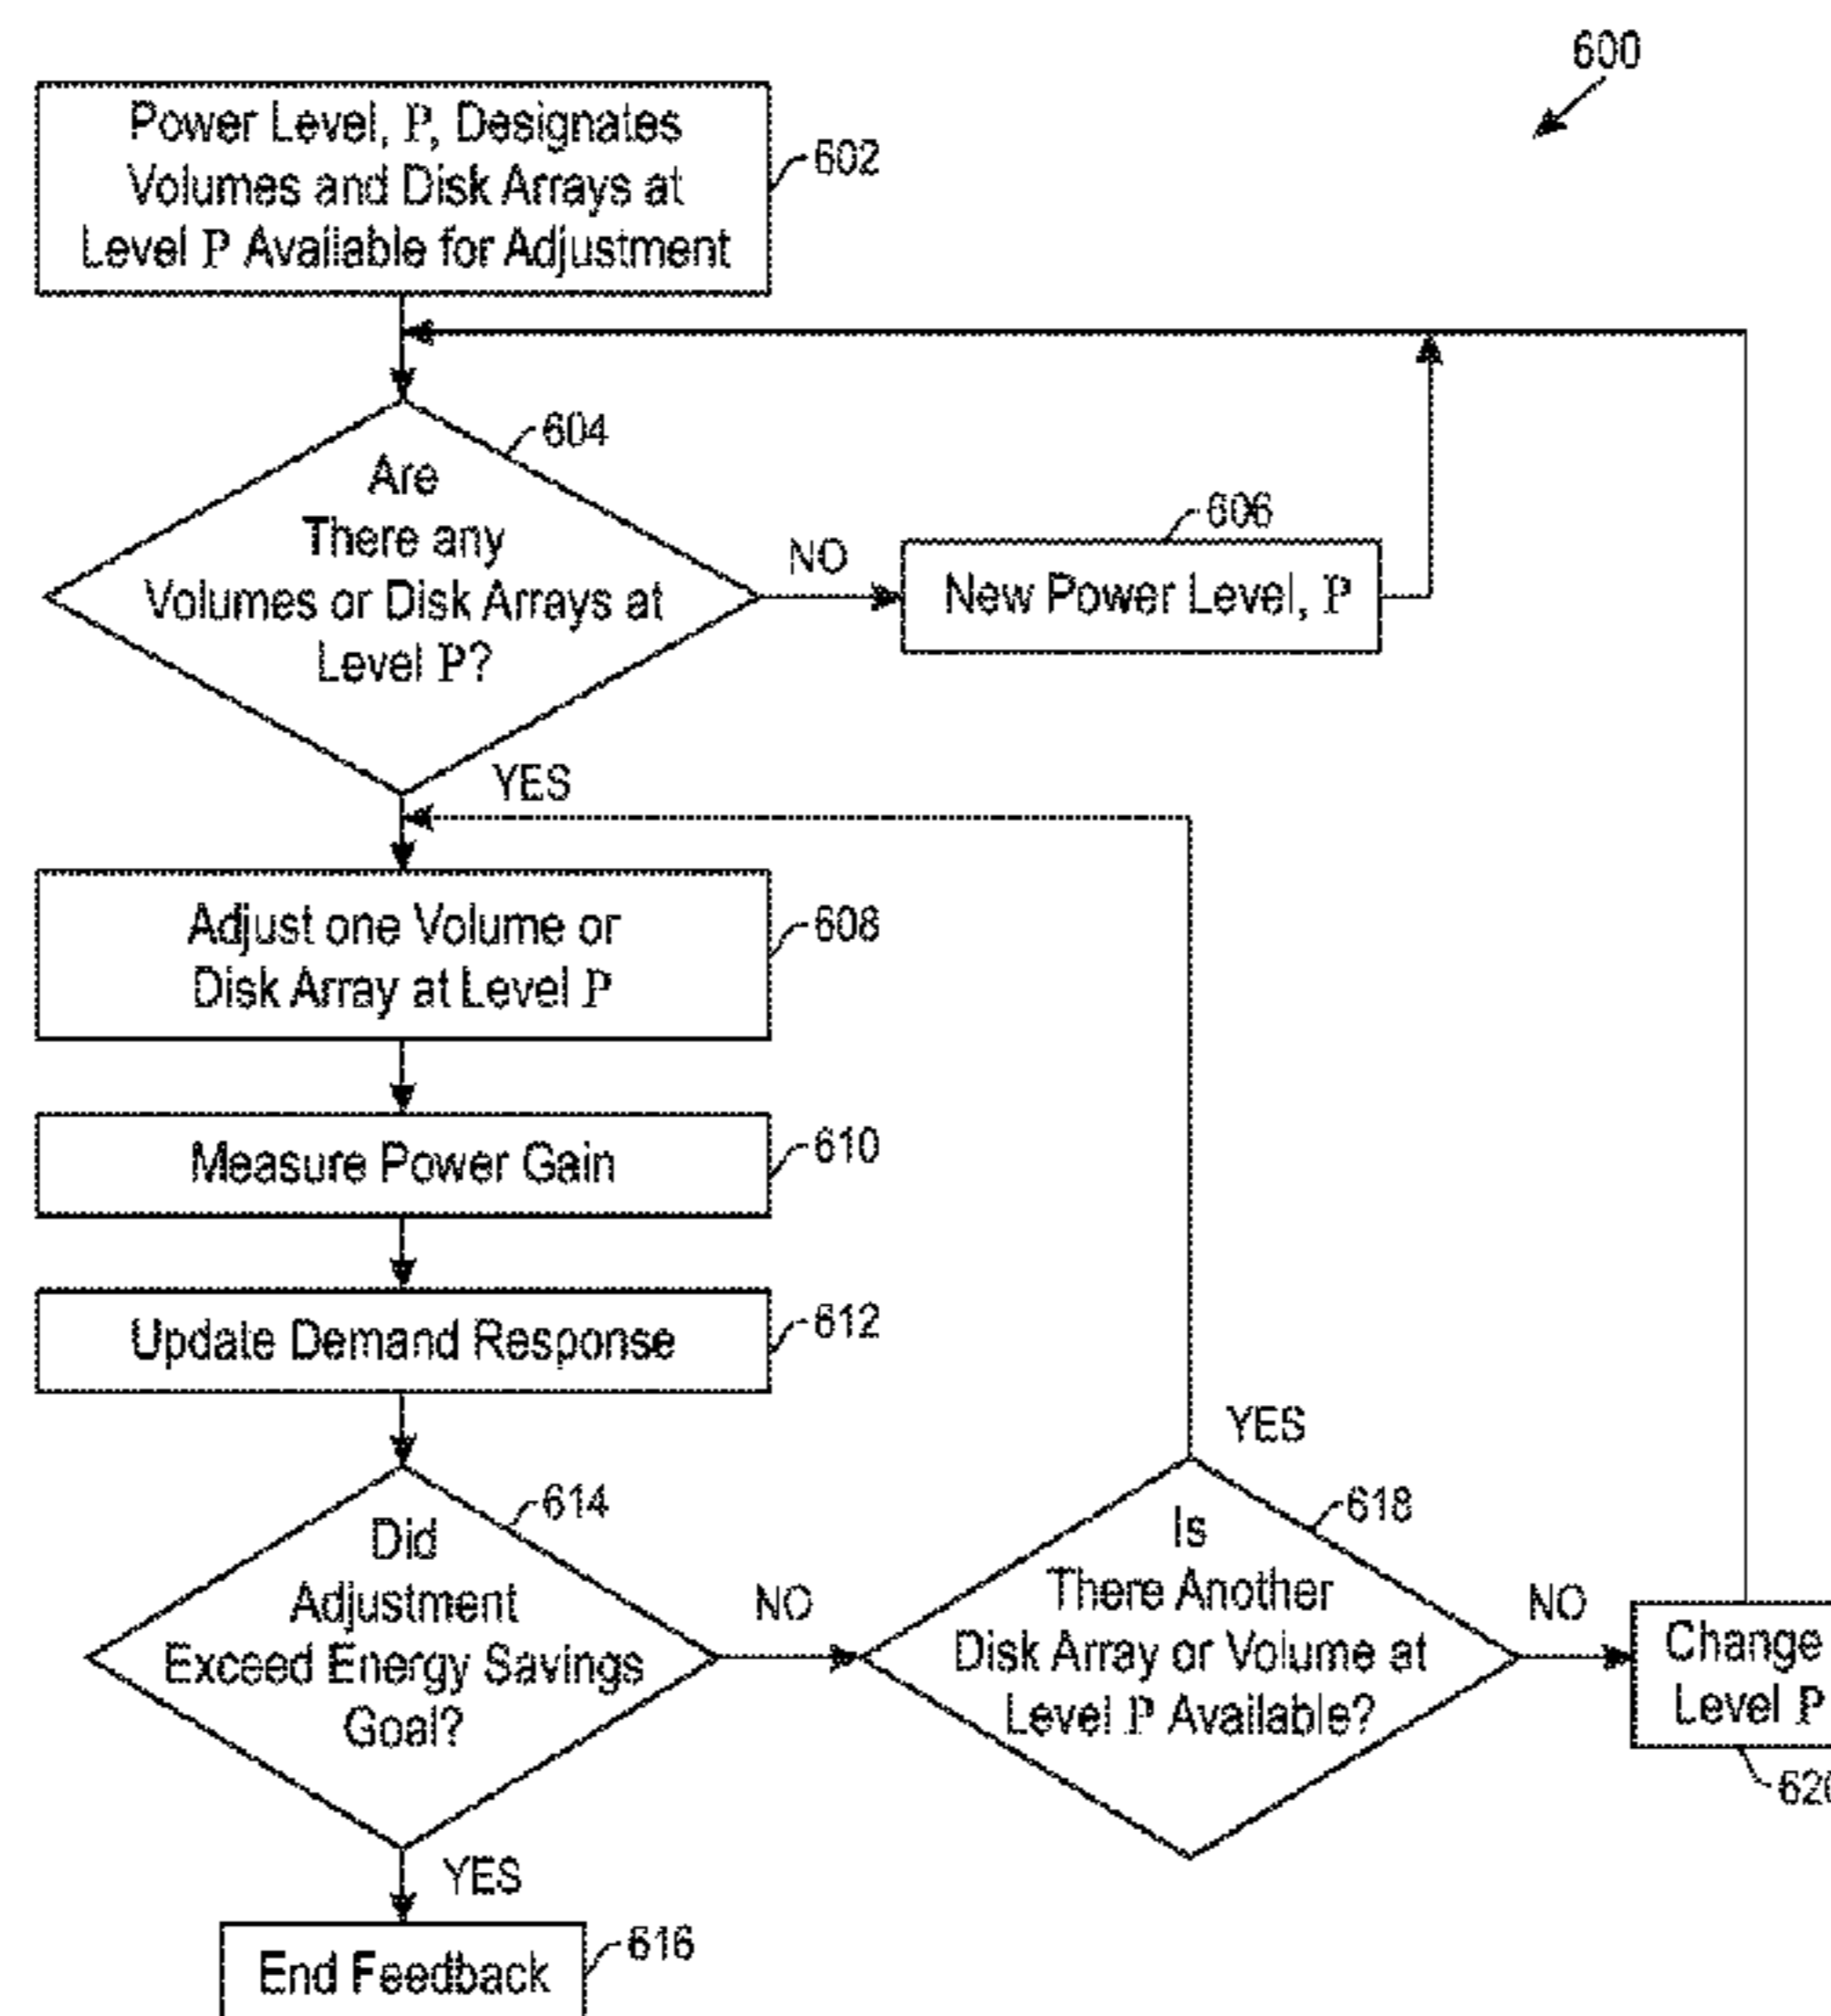 600
Power Level, P, Designates
Volumes and Disk Arrays at
Level P Available for Adjustment
602
604
Are
There any
Volumes or Disk Arrays at
Level P?
NO
606
New Power Level, P
YES
Adjust one Volume or
Disk Array at Level P
608
Measure Power Gain
610
Update Demand Response
612
614
Did
Adjustment
Exceed Energy Savings
Goal?
NO
YES
618
Is
There Another
Disk Array or Volume at
Level P Available?
NO
Change
Level P
YES
End Feedback
616